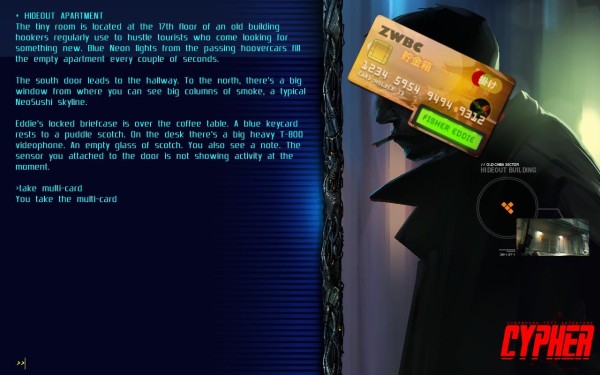 + HIDEOUT APARTMENT
The tiny room is located at the 17th floor of an old building
hookers regularly use to hustle tourists who come looking for
something new. Blue Neon lights from the passing hoovercars fill
the empty apartment every couple of seconds.
The south door leads to the hallway. To the north, there's a big
window from where you can see big columns of smoke, a typical
NeoSushi skyline.
Eddie's locked briefcase is over the coffee table. A blue keycard
rests to a puddle scotch. On the desk there's a big heavy T-800
videophone. An empty glass of scotch. You also see a note. The
sensor you attached to the door is not showing activity at the
moment.
>take multi-card
You take the multi-card
>>
ZWBC
貯金箱
1234 5954 9494 9312
FISHER EDDIE
// OLD CHIBA SECTOR
HIDEOUT BUILDING
CYPHER